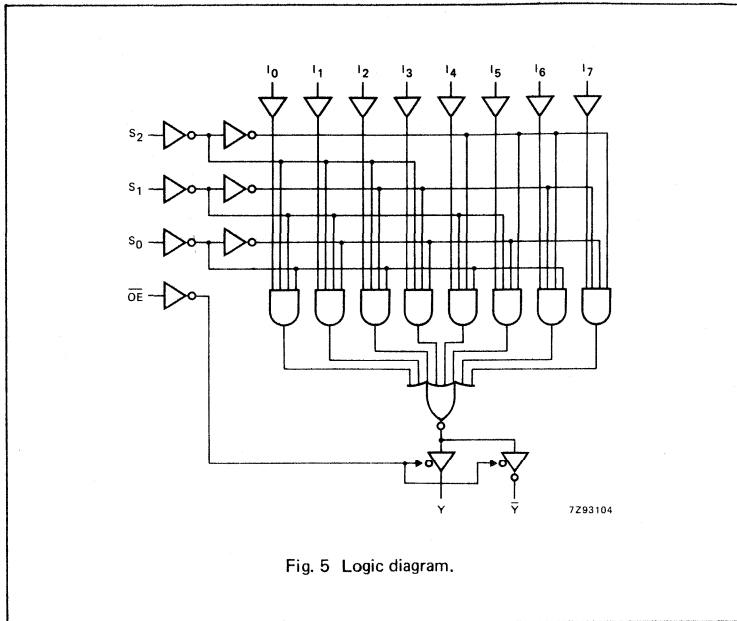 I0 I1 I2 I3 I4 I5 I6 I7
S2
S1
S0
OE
Y Y
7Z93104
Fig. 5 Logic diagram.